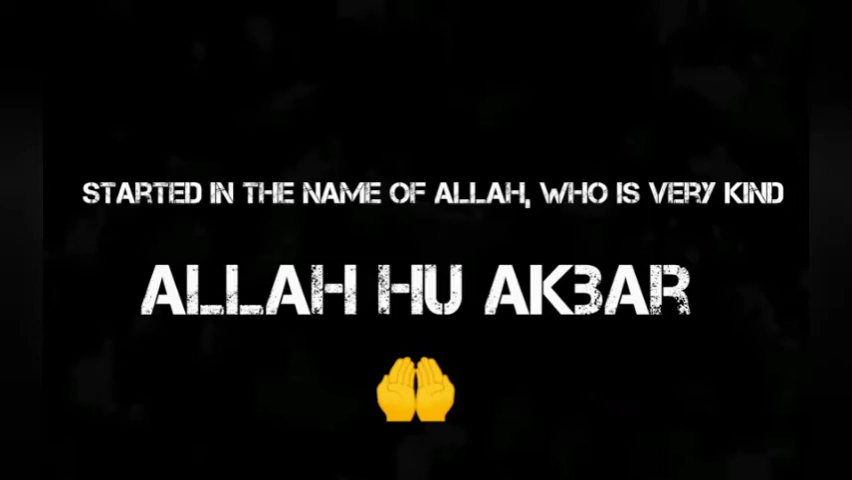 STARTED IN THE NAME OF ALLAH, WHO IS VERY KIND
ALLAH HU AKBAR